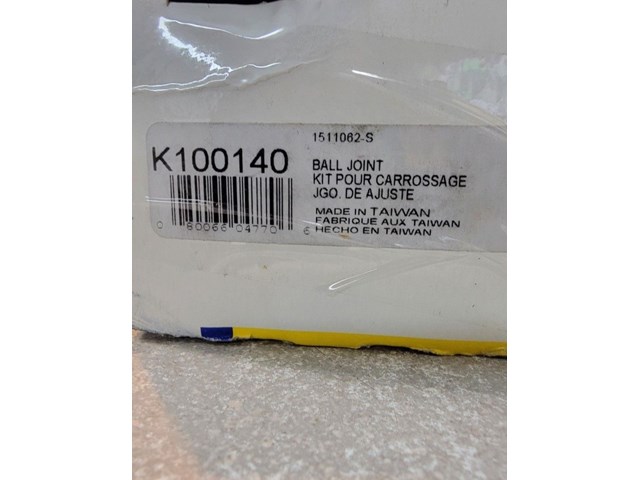 1511062-S
K100140
BALL JOINT
KIT POUR CARROSSAGE
JGO. DE AJUSTE
MADE IN TAIWAN
FABRIQUE AUX TAIWAN
HECHO EN TAIWAN
0 80066 04770 6